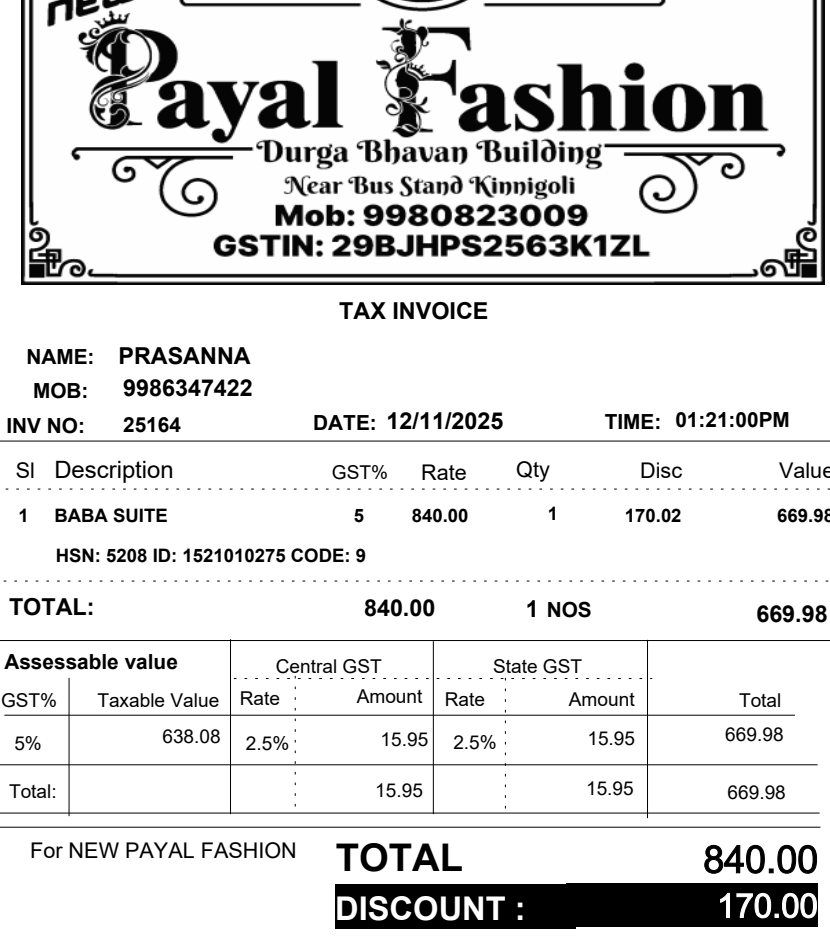 new
Payal Fashion
Durga Bhavan Building
Near Bus Stand Kinnigoli
Mob: 9980823009
GSTIN: 29BJHPS2563K1ZL
TAX INVOICE
NAME: PRASANNA
MOB: 9986347422
INV NO: 25164 DATE: 12/11/2025 TIME: 01:21:00PM
Sl Description GST% Rate Qty Disc Value
1 BABA SUITE 5 840.00 1 170.02 669.98
HSN: 5208 ID: 1521010275 CODE: 9
TOTAL: 840.00 1 NOS 669.98
Assessable value Central GST State GST
GST% Taxable Value Rate Amount Rate Amount Total
5% 638.08 2.5% 15.95 2.5% 15.95 669.98
Total: 15.95 15.95 669.98
For NEW PAYAL FASHION TOTAL 840.00
DISCOUNT : 170.00